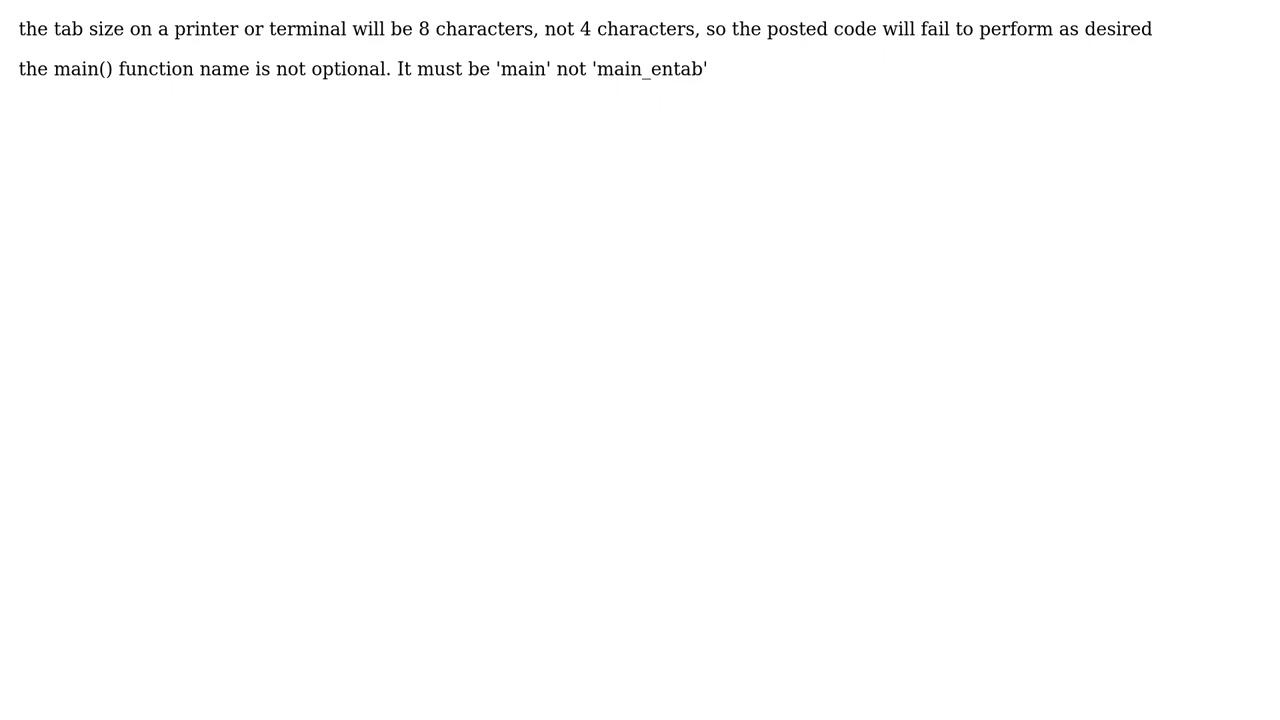 the tab size on a printer or terminal will be 8 characters, not 4 characters, so the posted code will fail to perform as desired
the main() function name is not optional. It must be 'main' not 'main_entab'